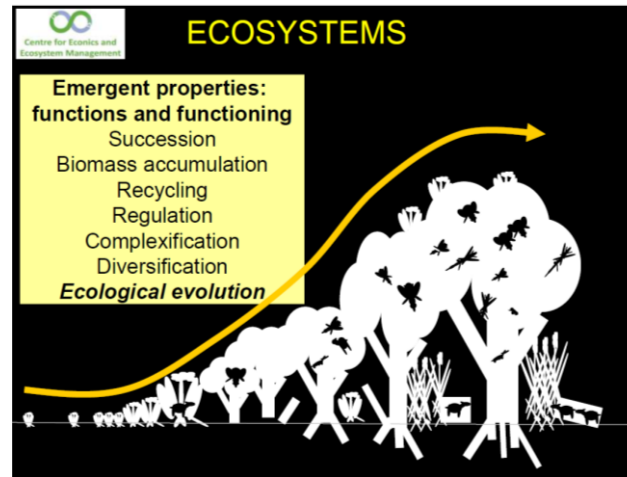 Centre for Econics and
Ecosystem Management
ECOSYSTEMS
Emergent properties:
functions and functioning
Succession
Biomass accumulation
Recycling
Regulation
Complexification
Diversification
Ecological evolution